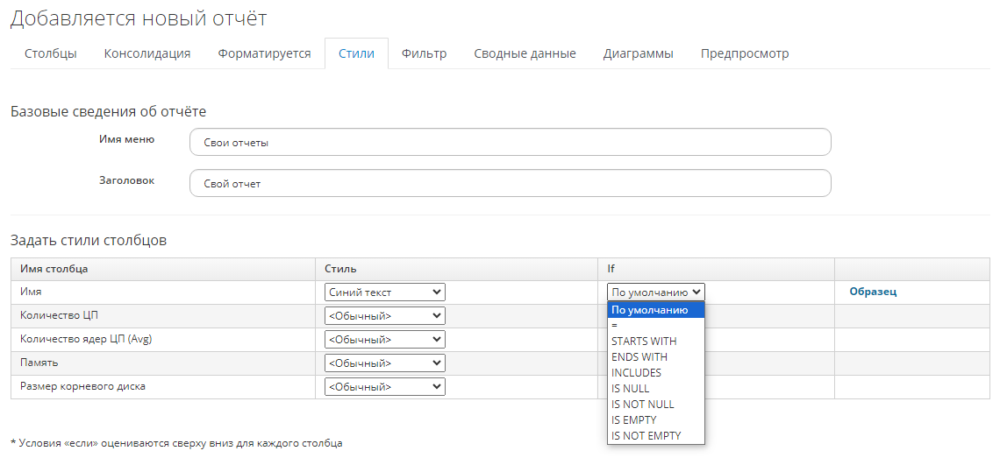 Добавляется новый отчёт
Столбцы Консолидация Форматируется Стили Фильтр Сводные данные Диаграммы Предпросмотр
Базовые сведения об отчёте
Имя меню Свои отчеты
Заголовок Свой отчет
Задать стили столбцов
Имя столбца Стиль If
Имя Синий текст По умолчанию Образец
По умолчанию
Количество ЦП <Обычный>
=
Количество ядер ЦП (Avg) <Обычный>
STARTS WITH
ENDS WITH
Память <Обычный>
INCLUDES
Размер корневого диска <Обычный>
IS NULL
IS NOT NULL
IS EMPTY
IS NOT EMPTY
* Условия «если» оцениваются сверху вниз для каждого столбца